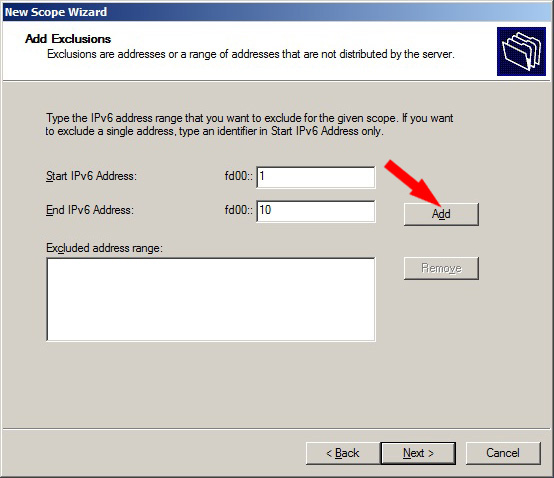 New Scope Wizard
Add Exclusions
Exclusions are addresses or a range of addresses that are not distributed by the server.
Type the IPv6 address range that you want to exclude for the given scope. If you want
to exclude a single address, type an identifier in Start IPv6 Address only.
Start IPv6 Address: fd00:: 1
End IPv6 Address: fd00:: 10
Add
Excluded address range:
Remove
< Back Next > Cancel